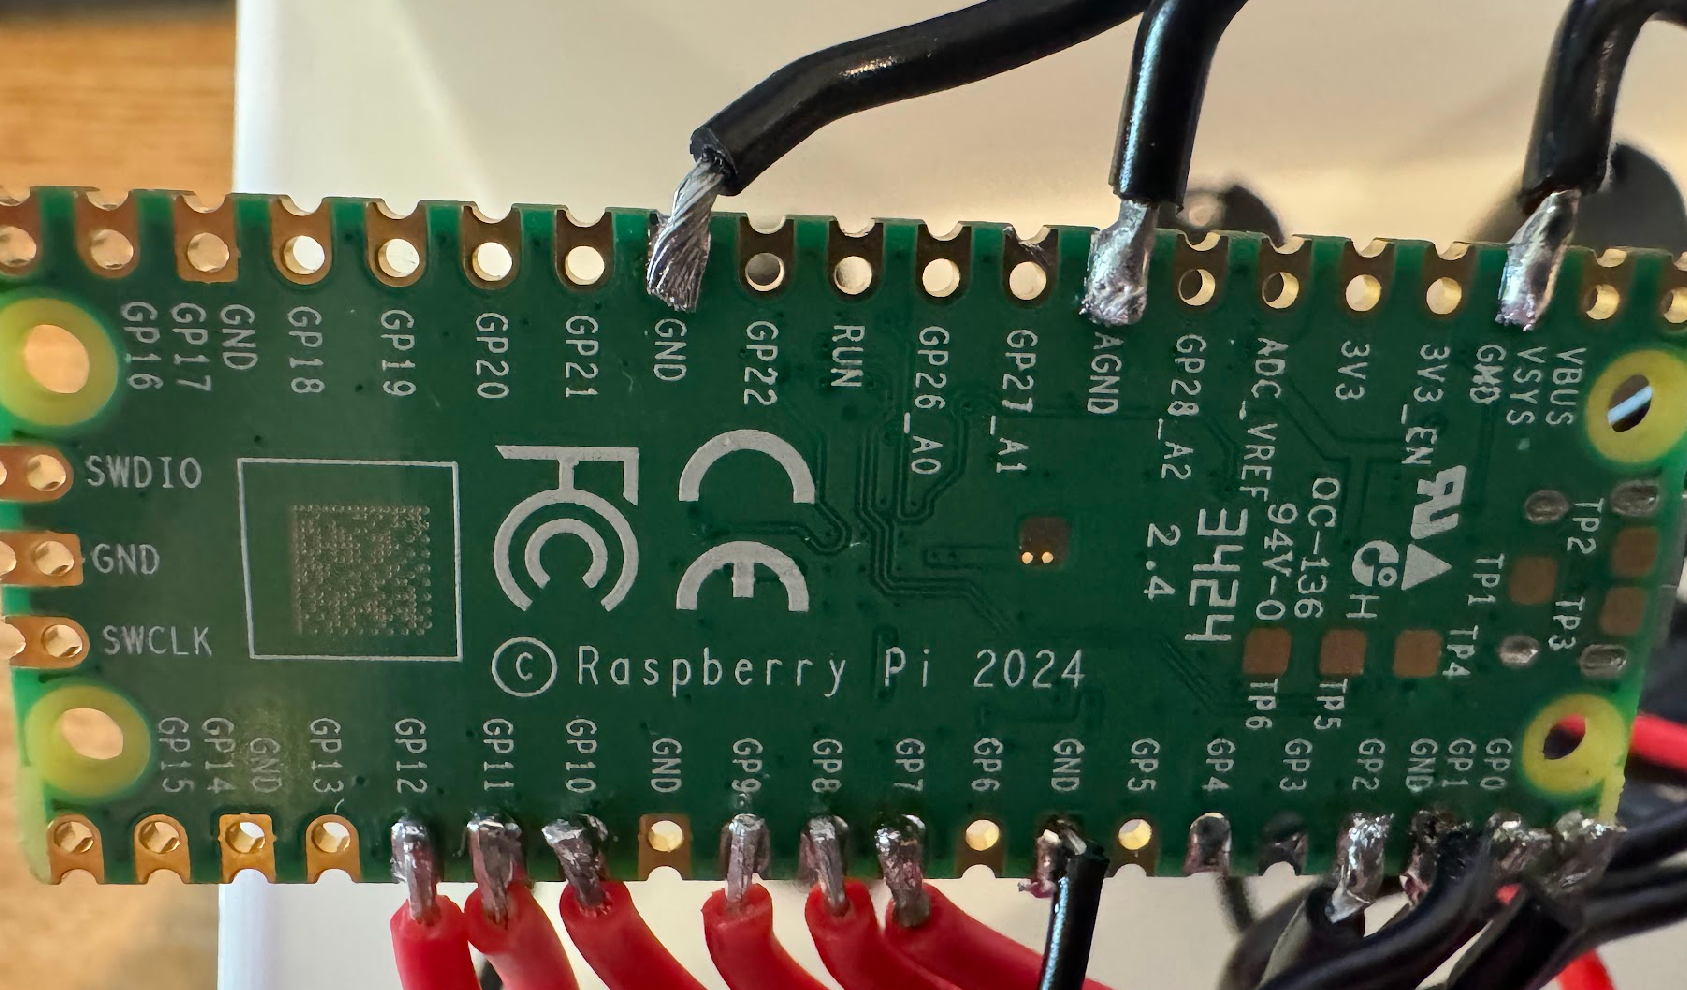 GP16
GP17
GND
GP18
GP19
GP20
GP21
GND
GP22
RUN
GP26_A0
GP27_A1
AGND
GP28_A2
ADC_VREF
3V3
3V3_EN
GND
VSYS
VBUS
SWDIO
GND
SWCLK
FC
CE
© Raspberry Pi 2024
2.4
3424
94V-0
OC-136
H
TP1
TP2
TP3
TP4
TP5
TP6
GP15
GP14
GND
GP13
GP12
GP11
GP10
GND
GP9
GP8
GP7
GP6
GND
GP5
GP4
GP3
GP2
GND
GP1
GP0